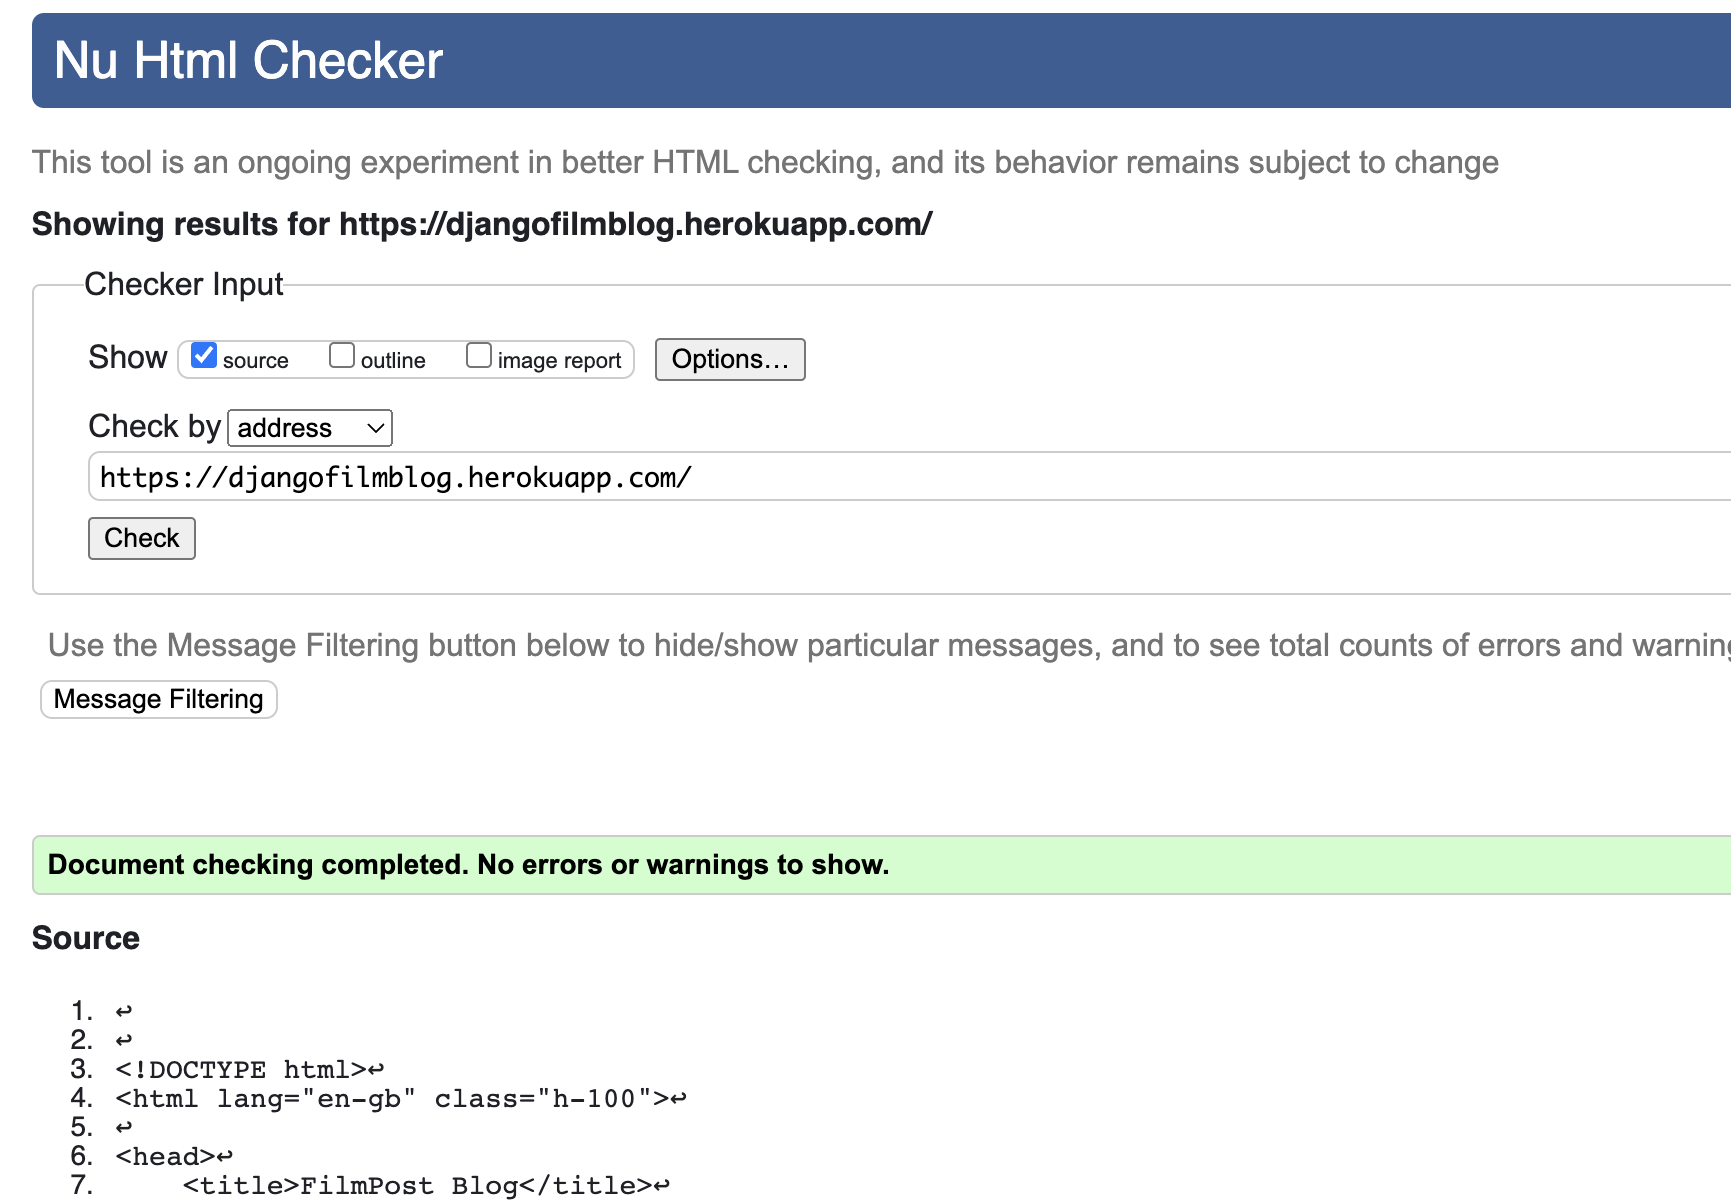 Nu Html Checker
This tool is an ongoing experiment in better HTML checking, and its behavior remains subject to change
Showing results for https://djangofilmblog.herokuapp.com/
Checker Input
Show source outline image report Options...
Check by address
https://djangofilmblog.herokuapp.com/
Check
Use the Message Filtering button below to hide/show particular messages, and to see total counts of errors and
Message Filtering
Document checking completed. No errors or warnings to show.
Source
1. ↩
2. ↩
3. <!DOCTYPE html>↩
4. <html lang="en-gb" class="h-100">↩
5. ↩
6. <head>↩
7. <title>FilmPost Blog</title>↩